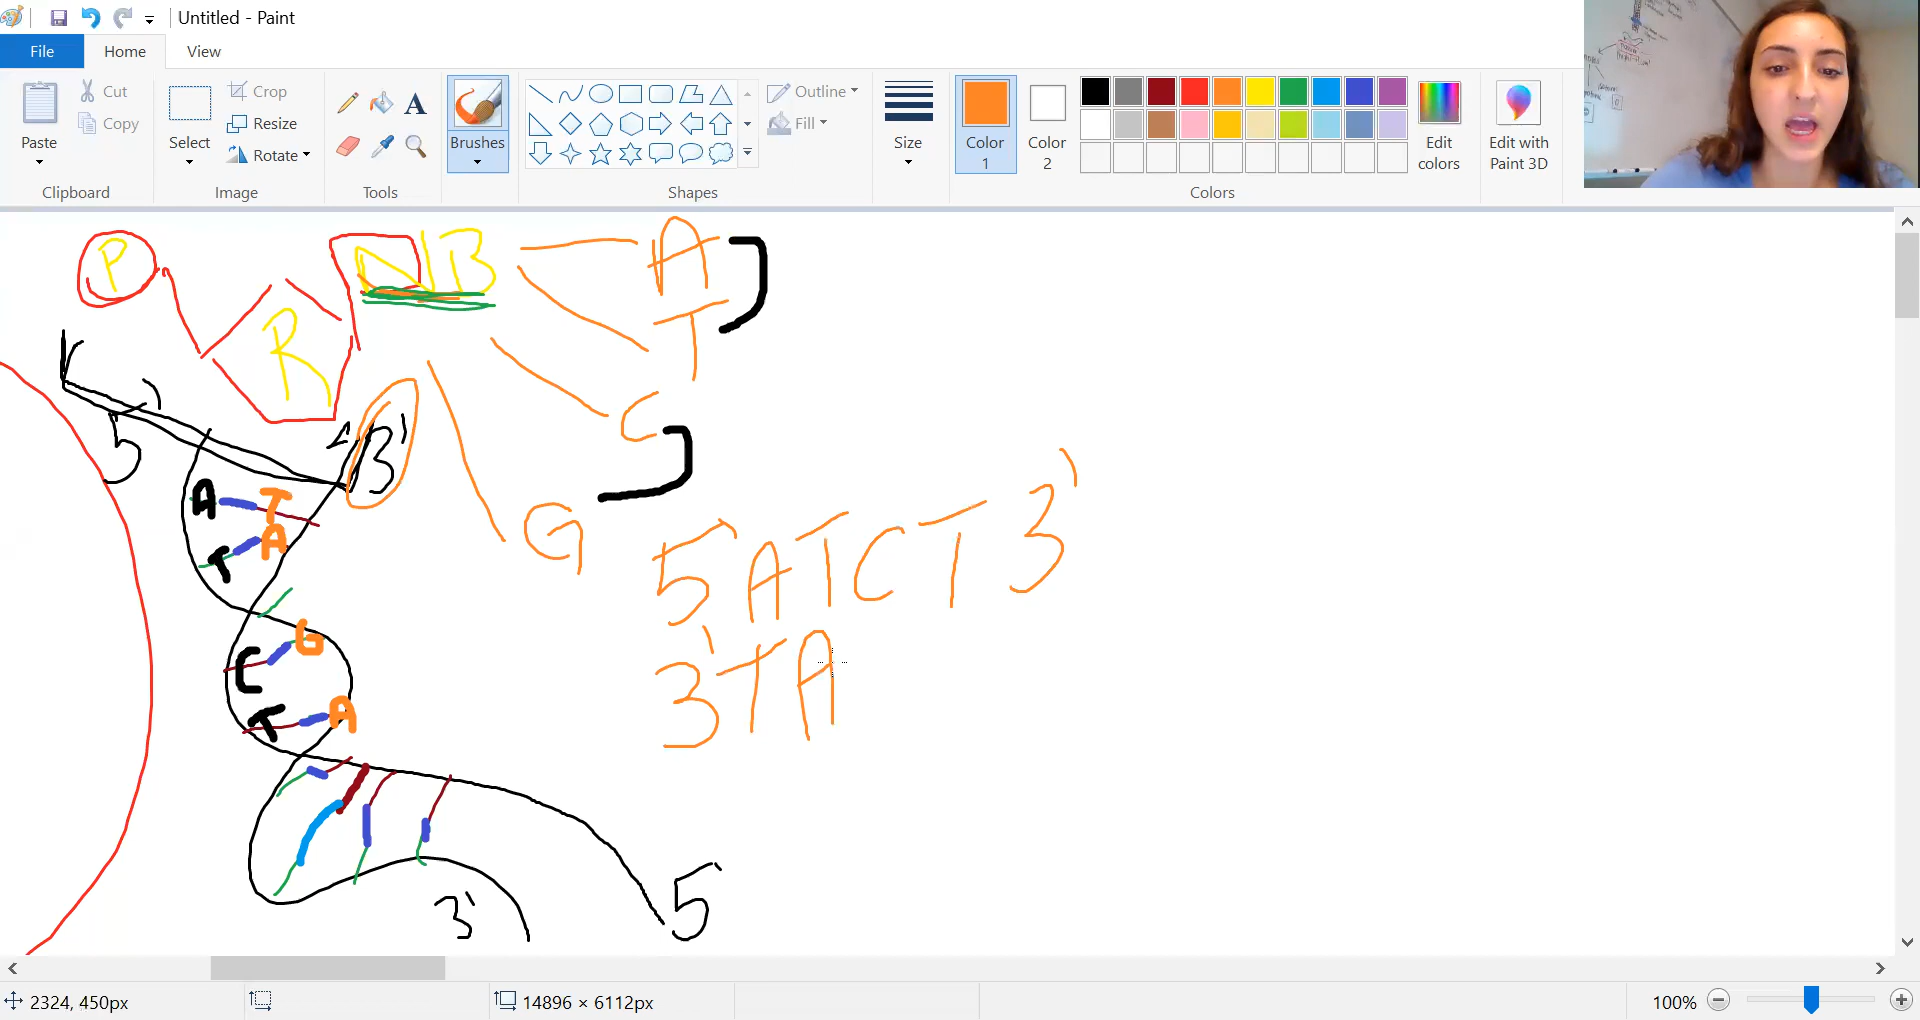 Untitled - Paint
File Home View
Paste
Cut
Copy
Clipboard
Select
Crop
Resize
Rotate
Image
A
Tools
Brushes
Shapes
Outline
Fill
Size
Color 1
Color 2
Colors
Edit colors
Edit with Paint 3D
P
NB
R
A
T
C
G
5'
3'
A T
T A
C G
T A
5' A T C T 3'
3' T A
3'
5'
2324, 450px
14896 × 6112px
100%